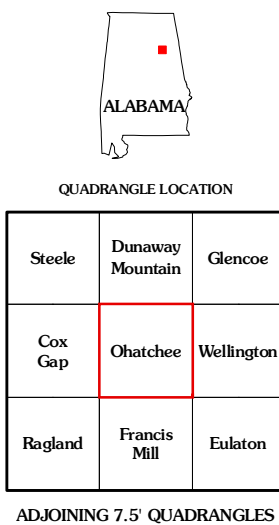 ALABAMA
QUADRANGLE LOCATION
Steele
Dunaway
Mountain
Glencoe
Cox
Gap
Ohatchee
Wellington
Ragland
Francis
Mill
Eulaton
ADJOINING 7.5' QUADRANGLES